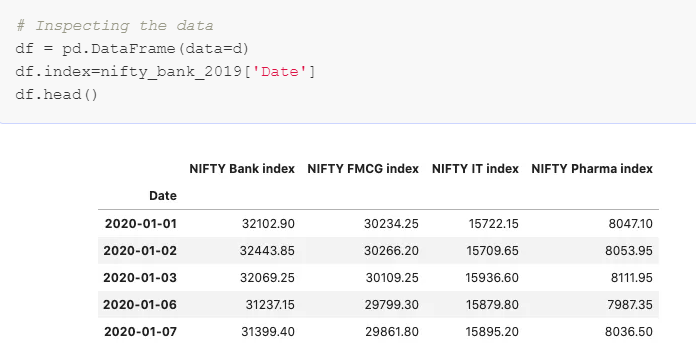 # Inspecting the data
df = pd.DataFrame(data=d)
df.index=nifty_bank_2019['Date']
df.head()
NIFTY Bank index NIFTY FMCG index NIFTY IT index NIFTY Pharma index
Date
2020-01-01 32102.90 30234.25 15722.15 8047.10
2020-01-02 32443.85 30266.20 15709.65 8053.95
2020-01-03 32069.25 30109.25 15936.60 8111.95
2020-01-06 31237.15 29799.30 15879.80 7987.35
2020-01-07 31399.40 29861.80 15895.20 8036.50